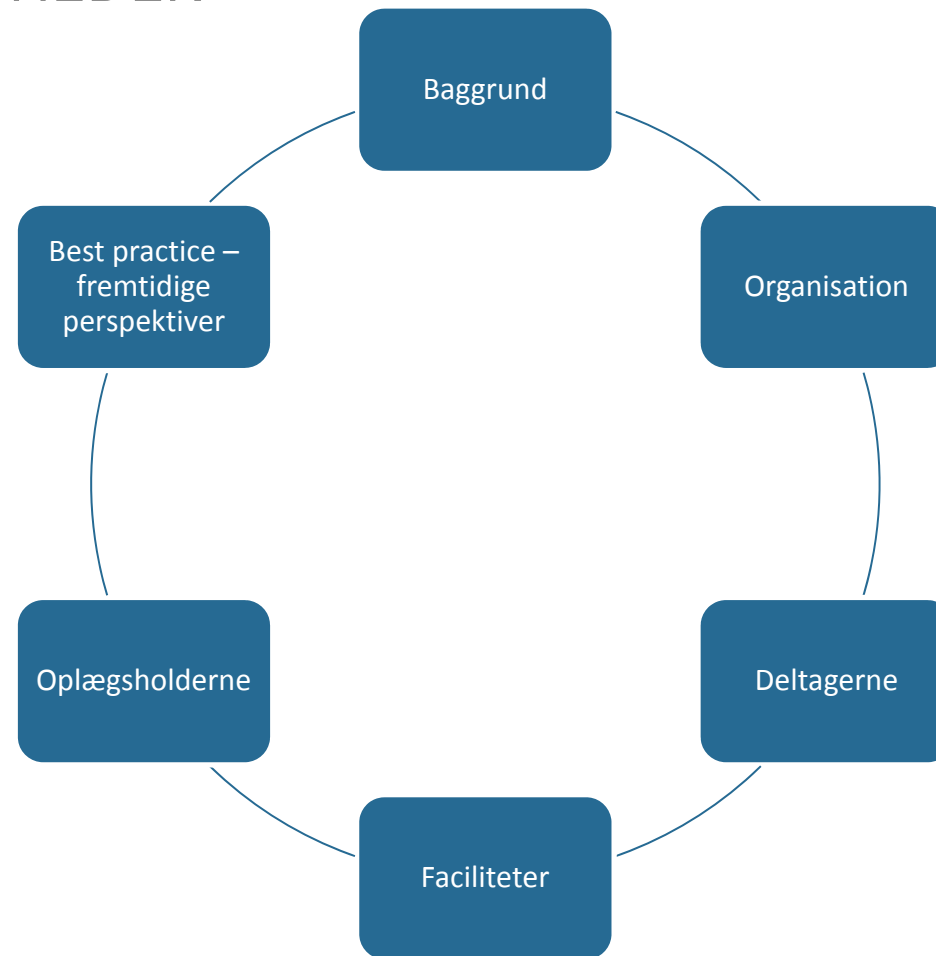 Baggrund
Organisation
Deltagerne
Faciliteter
Oplægsholderne
Best practice –
fremtidige
perspektiver